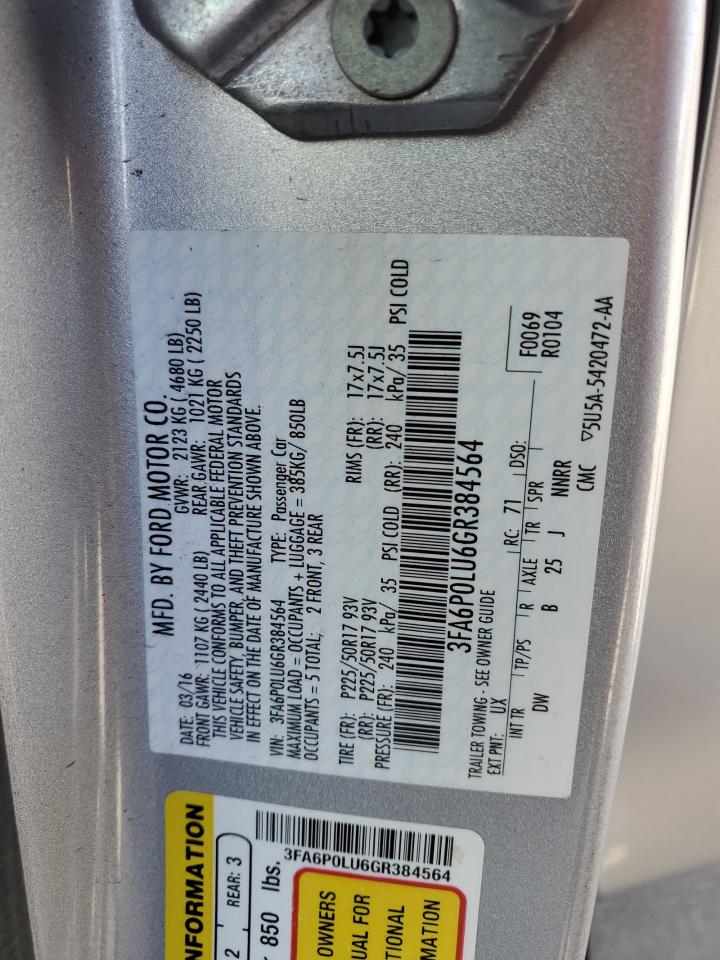 MFD. BY FORD MOTOR CO.
DATE: 03/16 GVWR: 2123 KG ( 4680 LB)
FRONT GAWR: 1107 KG ( 2440 LB) REAR GAWR: 1021 KG ( 2250 LB)
THIS VEHICLE CONFORMS TO ALL APPLICABLE FEDERAL MOTOR
VEHICLE SAFETY, BUMPER, AND THEFT PREVENTION STANDARDS
IN EFFECT ON THE DATE OF MANUFACTURE SHOWN ABOVE.
VIN: 3FA6P0LU6GR384564 TYPE: Passenger Car
MAXIMUM LOAD = OCCUPANTS + LUGGAGE = 385KG/ 850LB
OCCUPANTS = 5 TOTAL; 2 FRONT, 3 REAR
TIRE (FR): P225/50R17 93V RIMS (FR): 17x7.5J
(RR): P225/50R17 93V (RR): 17x7.5J
PRESSURE (FR): 240 kPa/ 35 PSI COLD (RR): 240 kPa/ 35 PSI COLD
3FA6P0LU6GR384564
TRAILER TOWING - SEE OWNER GUIDE
EXT PNT: UX RC: 71 DSO: F0069
R0104
INT TR TP/PS R AXLE TR SPR
DW B 25 J NNRR
CMC ▽5U5A-5420472-AA
NFORMATION
2 REAR: 3
850 lbs.
3FA6P0LU6GR384564
OWNERS
UAL FOR
TIONAL
MATION